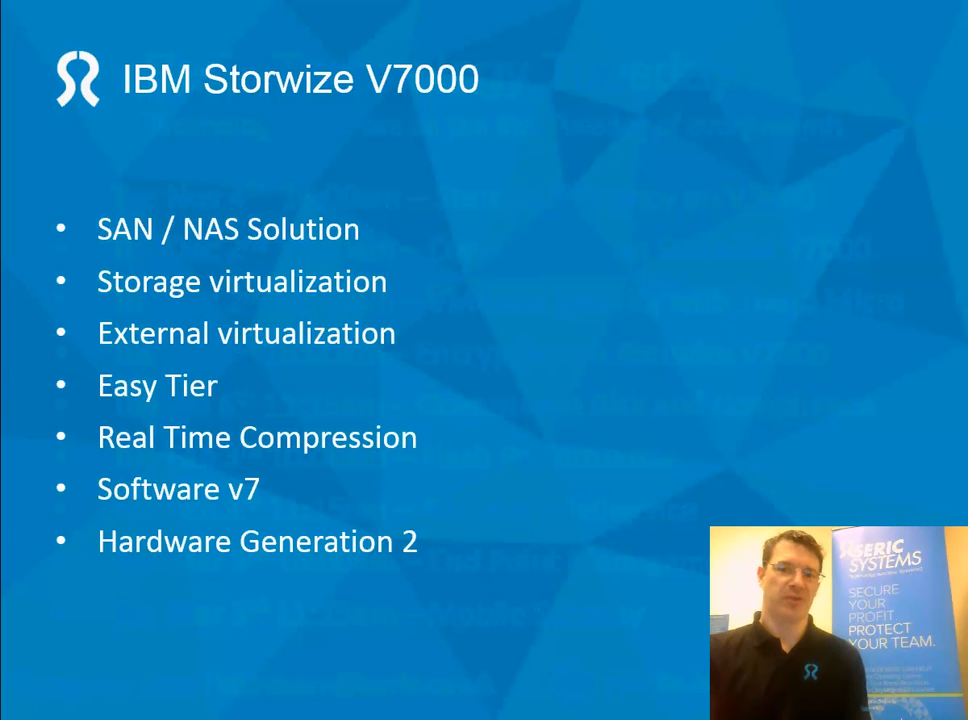 IBM Storwize V7000
• SAN / NAS Solution
• Storage virtualization
• External virtualization
• Easy Tier
• Real Time Compression
• Software v7
• Hardware Generation 2
SERIC
SYSTEMS
SECURE
YOUR
PROFIT
PROTECT
YOUR TEAM.